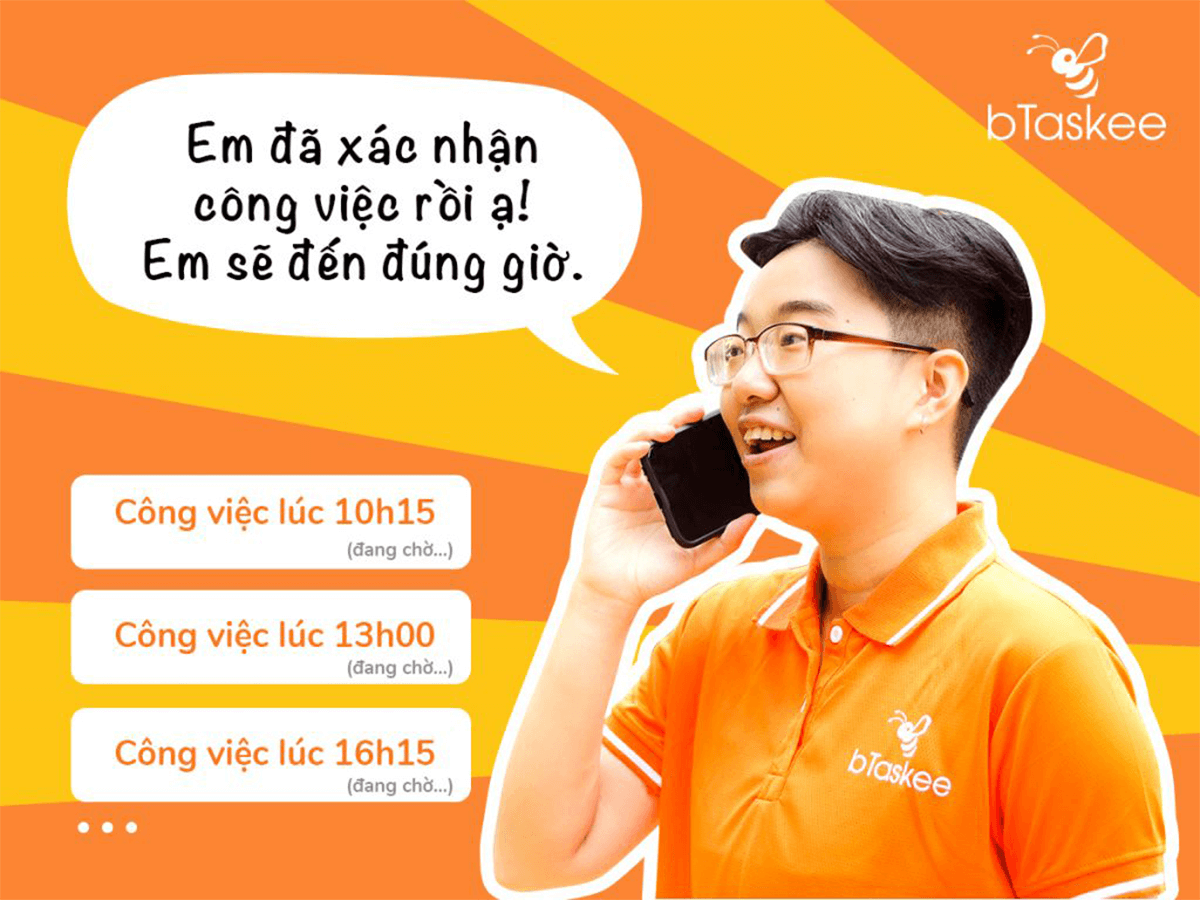 bTaskee
Em đã xác nhận
công việc rồi ạ!
Em sẽ đến đúng giờ.
Công việc lúc 10h15
(đang chờ...)
Công việc lúc 13h00
(đang chờ...)
Công việc lúc 16h15
(đang chờ...)
bTaskee